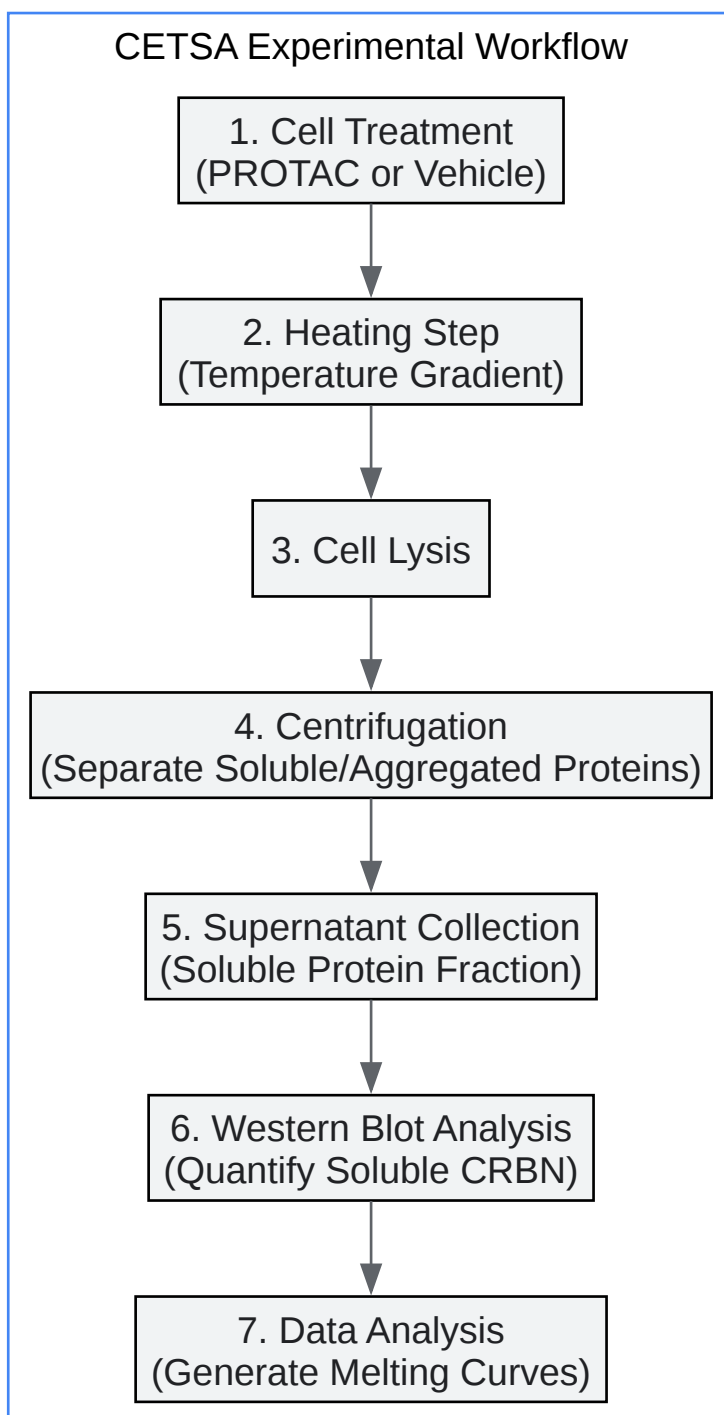 CETSA Experimental Workflow
1. Cell Treatment
(PROTAC or Vehicle)
2. Heating Step
(Temperature Gradient)
3. Cell Lysis
4. Centrifugation
(Separate Soluble/Aggregated Proteins)
5. Supernatant Collection
(Soluble Protein Fraction)
6. Western Blot Analysis
(Quantify Soluble CRBN)
7. Data Analysis
(Generate Melting Curves)